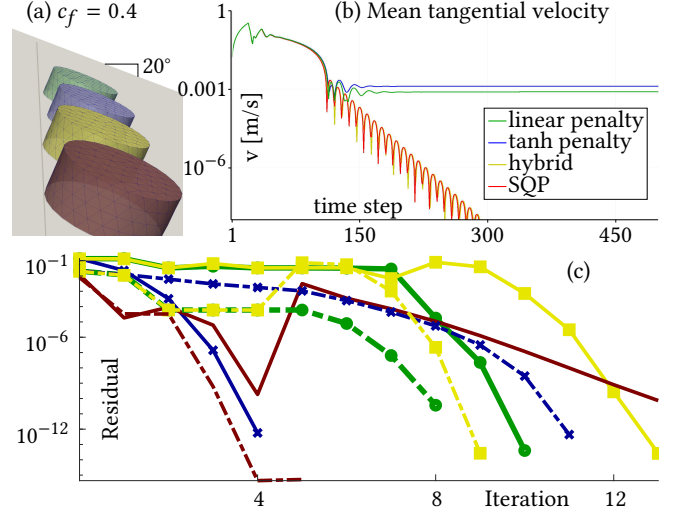 (a) c_f = 0.4
20°
(b) Mean tangential velocity
1
0.001
10^-6
v [m/s]
linear penalty
tanh penalty
hybrid
SQP
time step
1 150 300 450
(c)
10^-1
10^-6
10^-12
Residual
4 8 Iteration 12